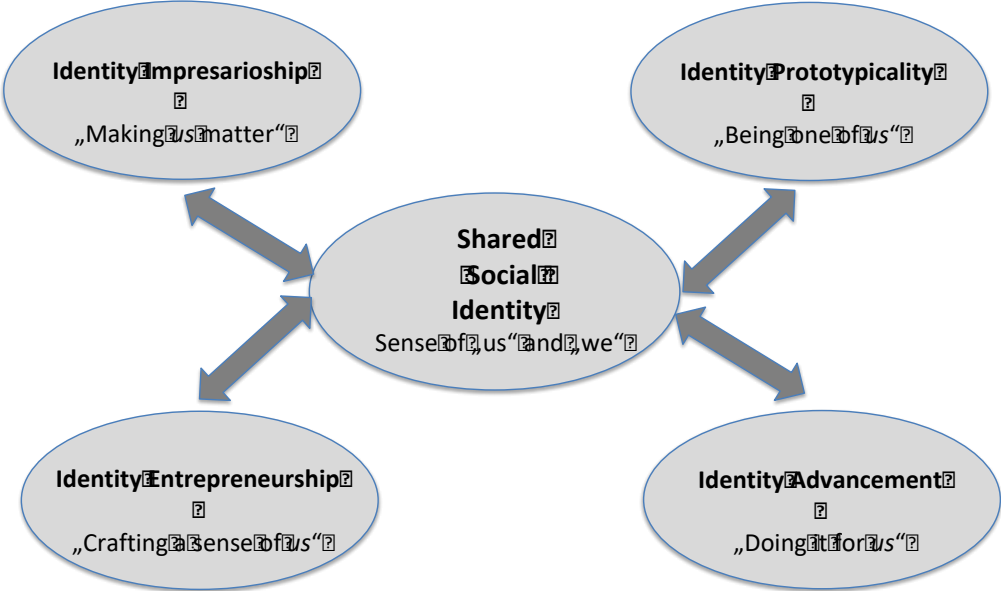 Identity Impresarioship
„Making us matter“
Identity Prototypicality
„Being one of us“
Shared
Social
Identity
Sense of „us“ and „we“
Identity Entrepreneurship
„Crafting a sense of us“
Identity Advancement
„Doing it for us“